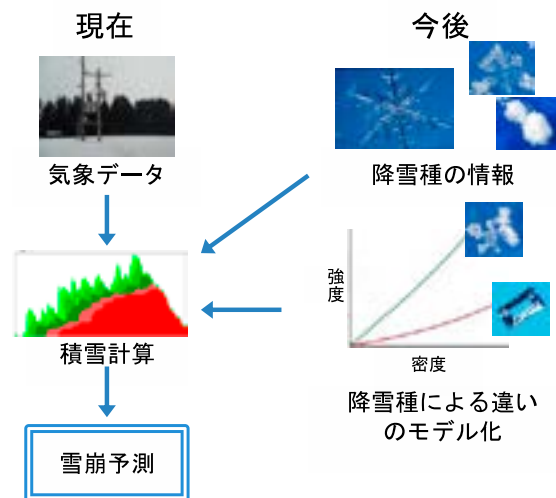 現在
今後
気象データ
降雪種の情報
強度
密度
積雪計算
降雪種による違い
のモデル化
雪崩予測